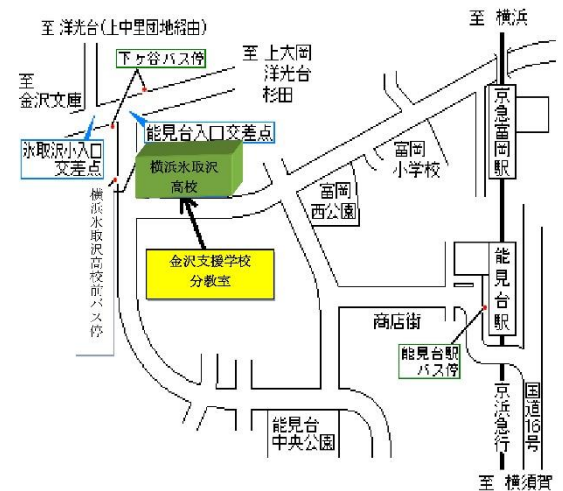 至 洋光台(上中里団地経由)
至 横浜
下ヶ谷バス停
至 上大岡
洋光台
杉田
至
金沢文庫
京急富岡駅
氷取沢小入口
交差点
能見台入口交差点
横浜氷取沢
高校
富岡
小学校
富岡
西公園
横浜氷取沢高校前バス停
金沢支援学校
分教室
能見台駅
商店街
能見台駅
バス停
京浜急行
国道16号
能見台
中央公園
至 横須賀